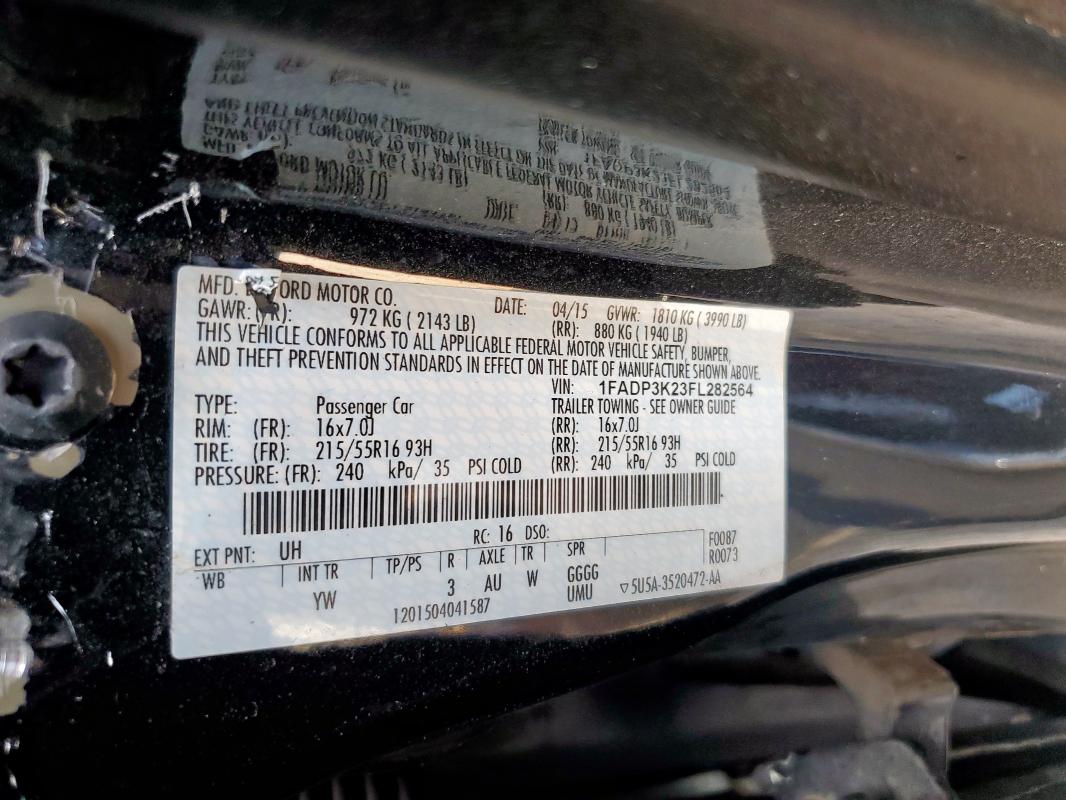 MFD. BY FORD MOTOR CO. DATE: 04/15 GVWR: 1810 KG ( 3990 LB)
GAWR: ( R): 972 KG ( 2143 LB) (RR): 880 KG ( 1940 LB)
THIS VEHICLE CONFORMS TO ALL APPLICABLE FEDERAL MOTOR VEHICLE SAFETY, BUMPER,
AND THEFT PREVENTION STANDARDS IN EFFECT ON THE DATE OF MANUFACTURE SHOWN ABOVE.
VIN: 1FADP3K23FL282564
TYPE: Passenger Car TRAILER TOWING - SEE OWNER GUIDE
RIM: (FR): 16x7.0J (RR): 16x7.0J
TIRE: (FR): 215/55R16 93H (RR): 215/55R16 93H
PRESSURE: (FR): 240 kPa/ 35 PSI COLD (RR): 240 kPa/ 35 PSI COLD
RC: 16 DSO: F0087
EXT PNT: UH R0073
WB INT TR TP/PS R AXLE TR SPR
YW 3 AU W GGGG
UMU
1201504041587 ▽5U5A-3520472-AA